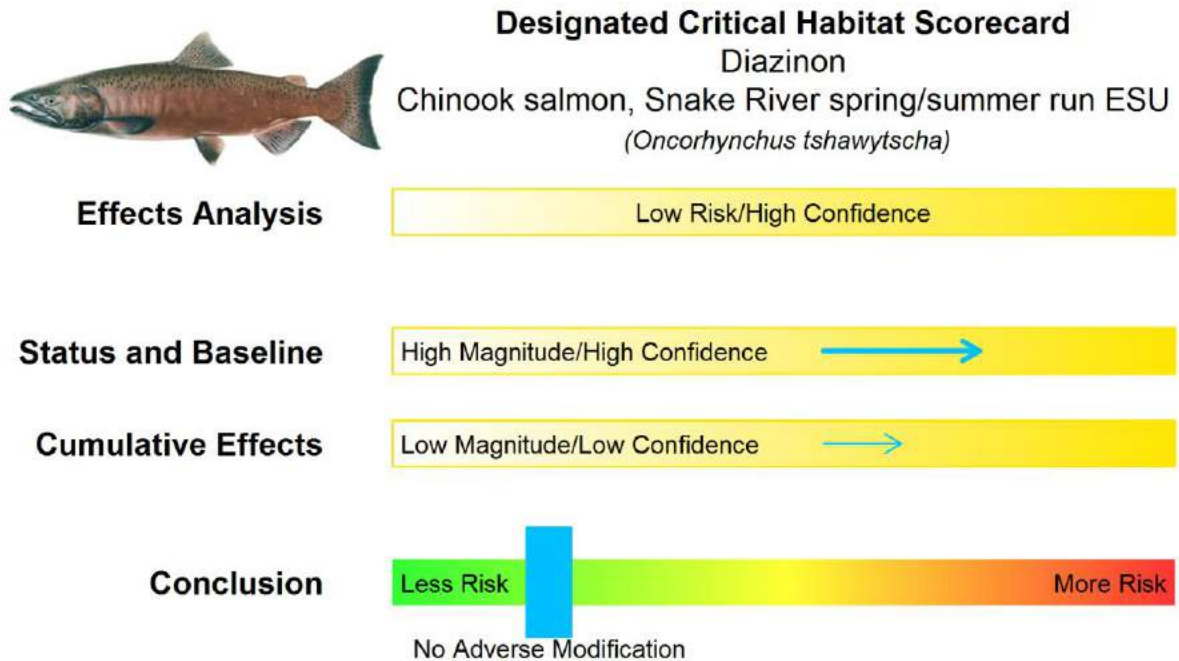 Designated Critical Habitat Scorecard
Diazinon
Chinook salmon, Snake River spring/summer run ESU
(Oncorhynchus tshawytscha)
Effects Analysis
Low Risk/High Confidence
Status and Baseline
High Magnitude/High Confidence
Cumulative Effects
Low Magnitude/Low Confidence
Conclusion
Less Risk
More Risk
No Adverse Modification